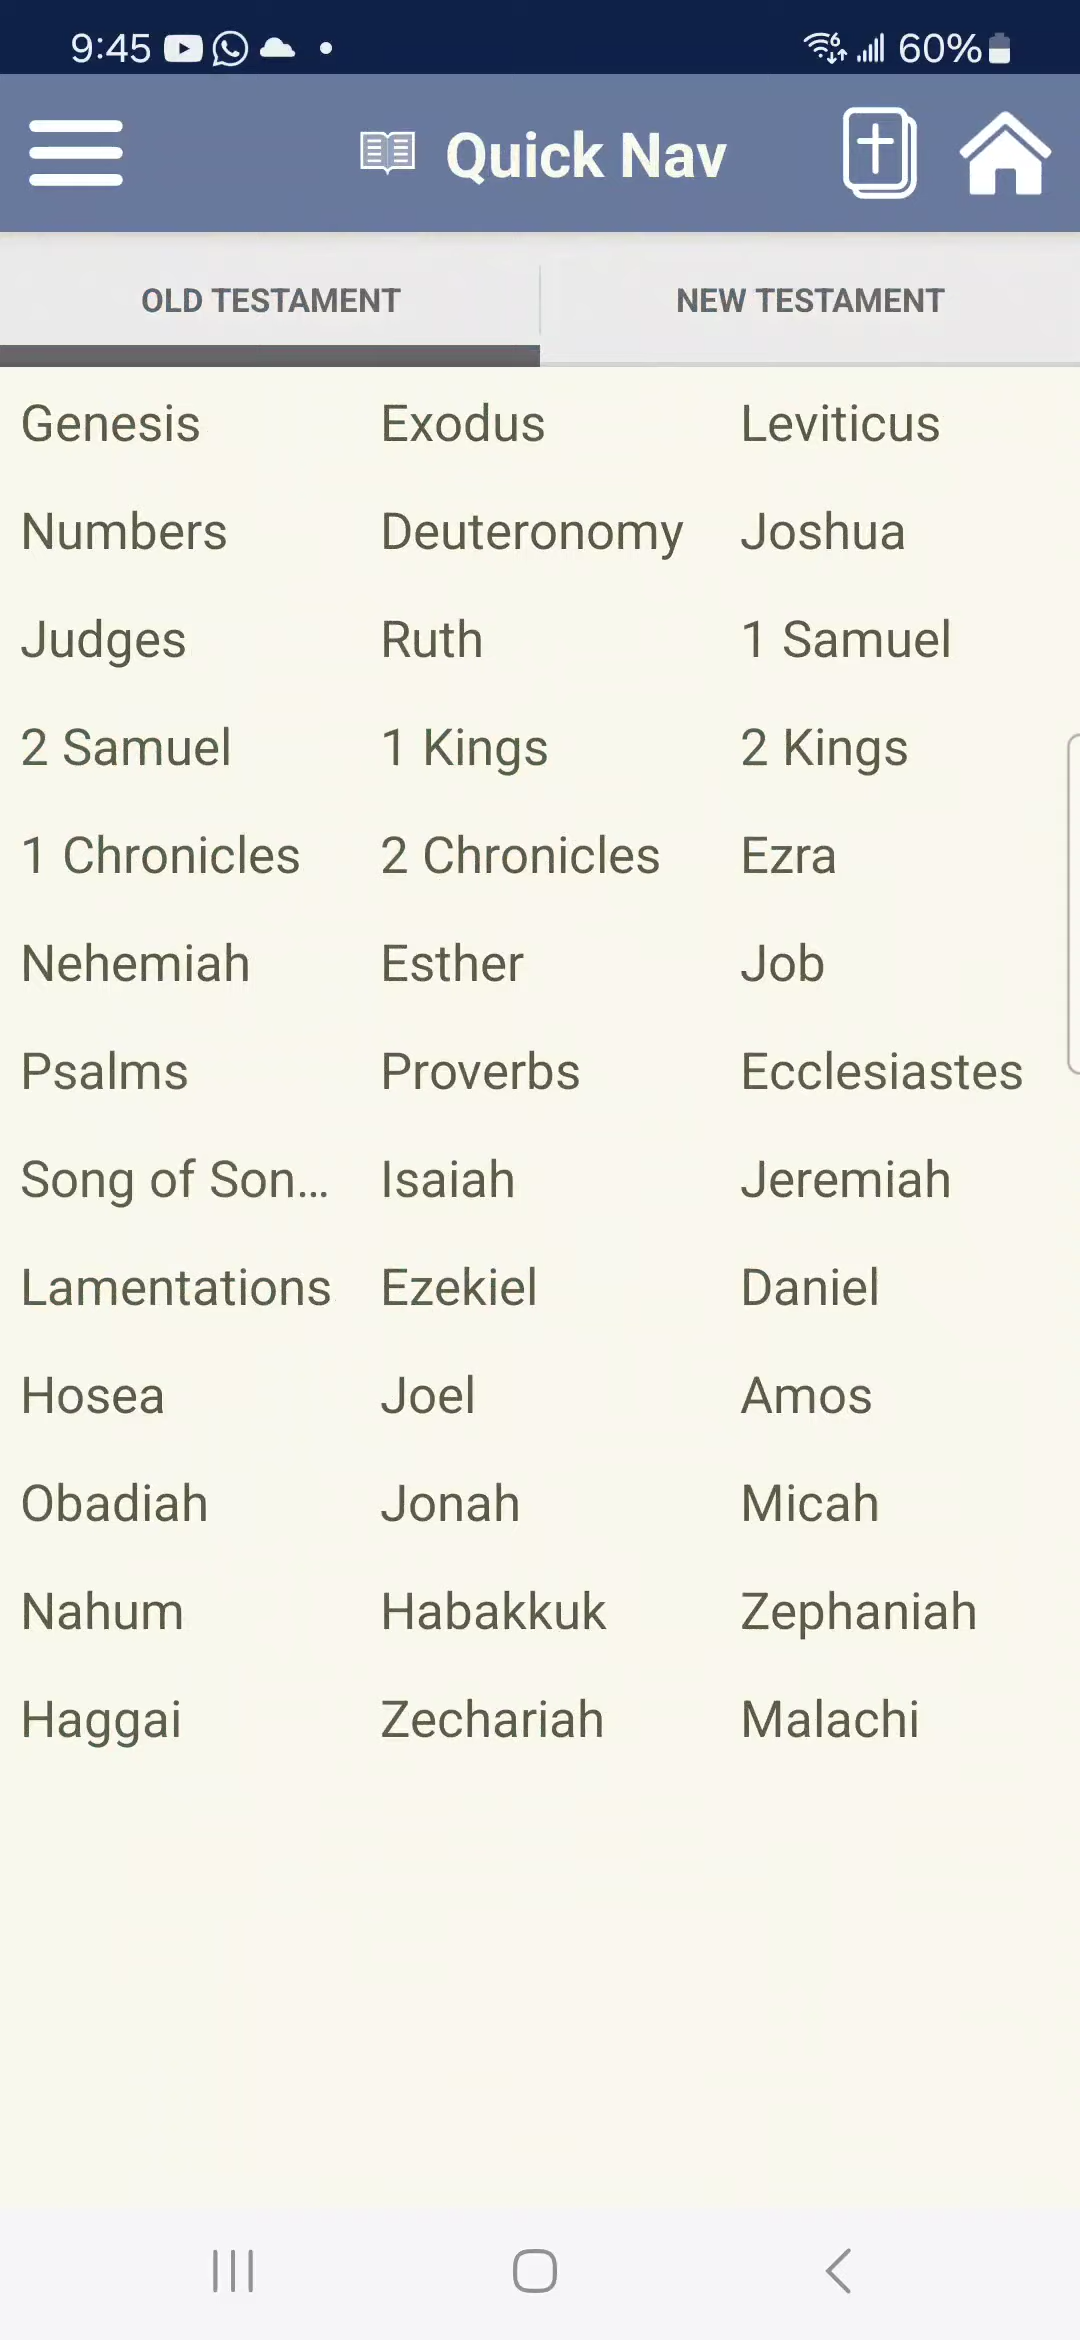 9:45 60%
Quick Nav
OLD TESTAMENT NEW TESTAMENT
Genesis Exodus Leviticus
Numbers Deuteronomy Joshua
Judges Ruth 1 Samuel
2 Samuel 1 Kings 2 Kings
1 Chronicles 2 Chronicles Ezra
Nehemiah Esther Job
Psalms Proverbs Ecclesiastes
Song of Son... Isaiah Jeremiah
Lamentations Ezekiel Daniel
Hosea Joel Amos
Obadiah Jonah Micah
Nahum Habakkuk Zephaniah
Haggai Zechariah Malachi